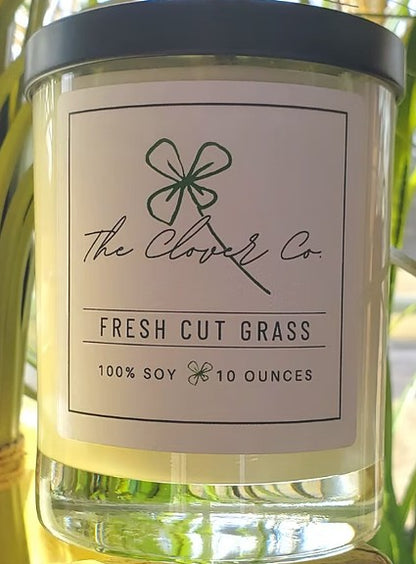 The Clover Co.
FRESH CUT GRASS
100% SOY 10 OUNCES